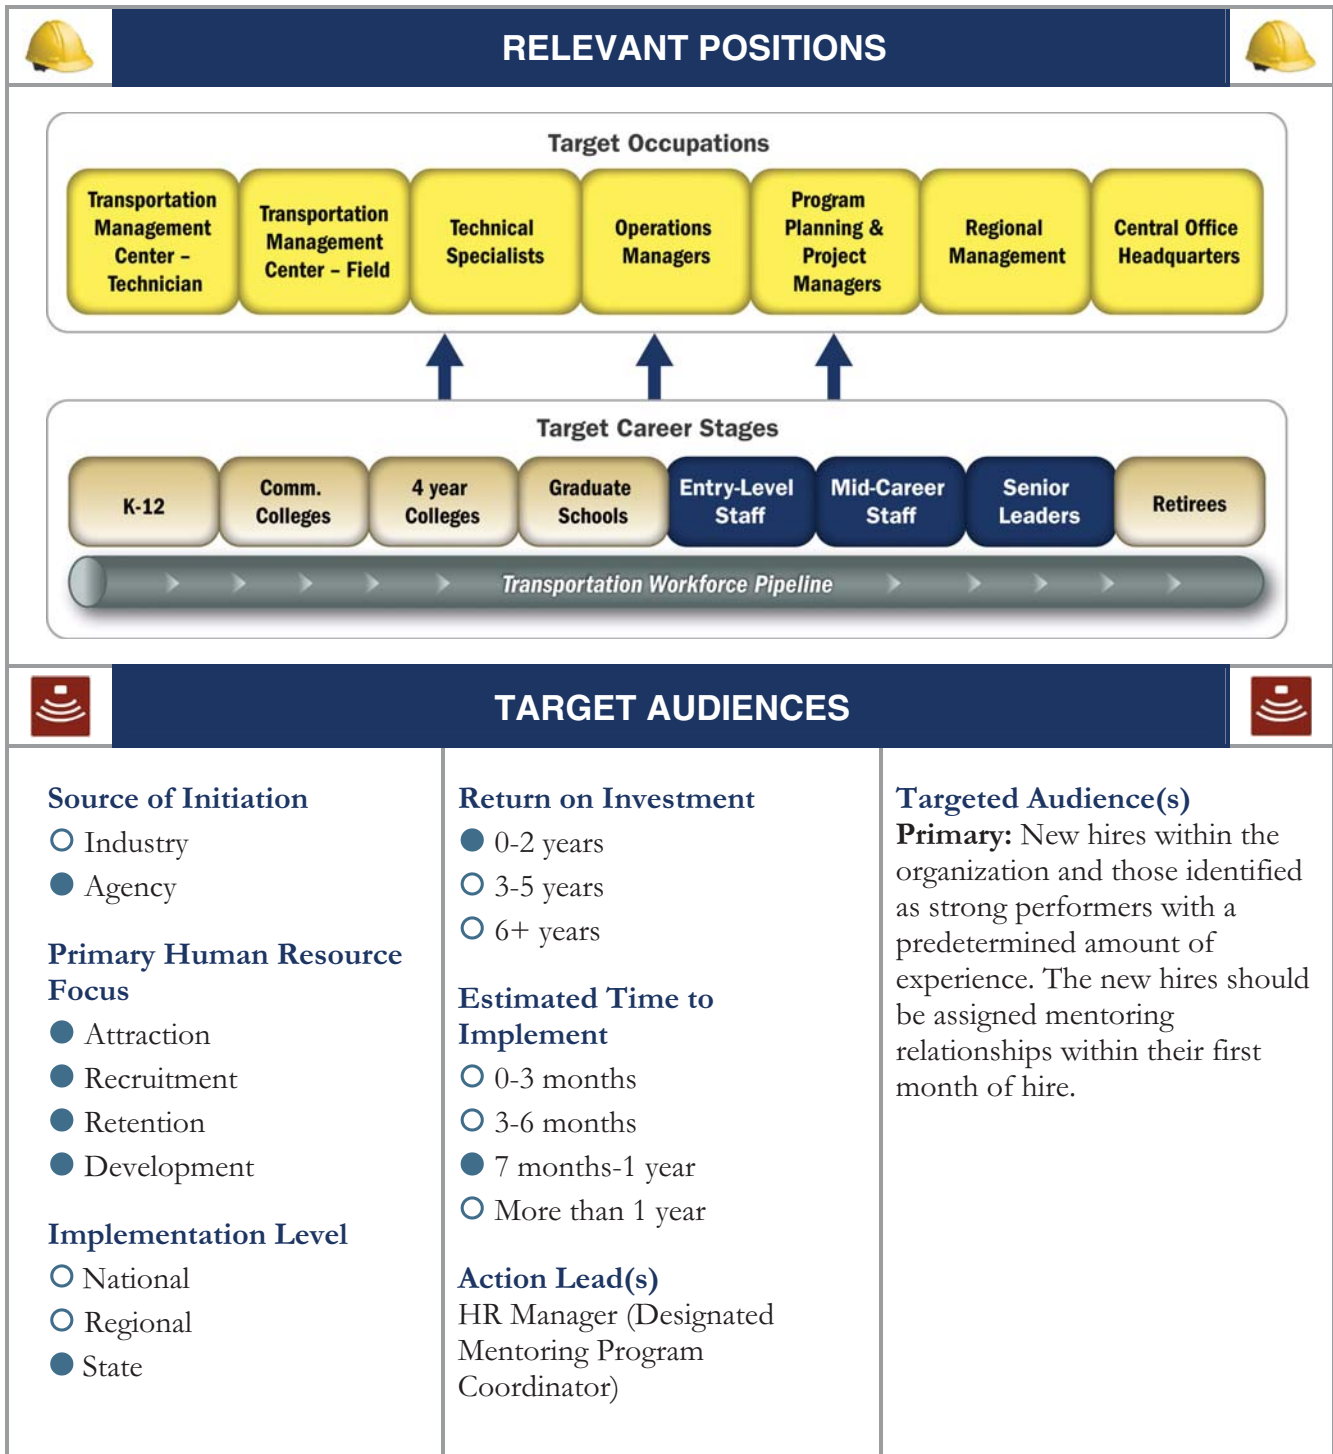 RELEVANT POSITIONS
Target Occupations
Transportation
Management
Center –
Technician
Transportation
Management
Center – Field
Technical
Specialists
Operations
Managers
Program
Planning &
Project
Managers
Regional
Management
Central Office
Headquarters
Target Career Stages
K-12
Comm.
Colleges
4 year
Colleges
Graduate
Schools
Entry-Level
Staff
Mid-Career
Staff
Senior
Leaders
Retirees
Transportation Workforce Pipeline
TARGET AUDIENCES
Source of Initiation
Industry
Agency
Primary Human Resource
Focus
Attraction
Recruitment
Retention
Development
Implementation Level
National
Regional
State
Return on Investment
0-2 years
3-5 years
6+ years
Estimated Time to
Implement
0-3 months
3-6 months
7 months-1 year
More than 1 year
Action Lead(s)
HR Manager (Designated
Mentoring Program
Coordinator)
Targeted Audience(s)
Primary: New hires within the
organization and those identified
as strong performers with a
predetermined amount of
experience. The new hires should
be assigned mentoring
relationships within their first
month of hire.